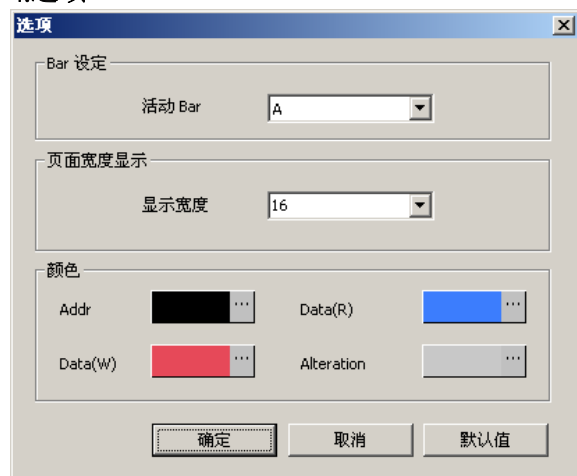 选项
Bar 设定
活动 Bar
A
页面宽度显示
显示宽度
16
颜色
Addr ... Data(R) ...
Data(W) ... Alteration ...
确定 取消 默认值